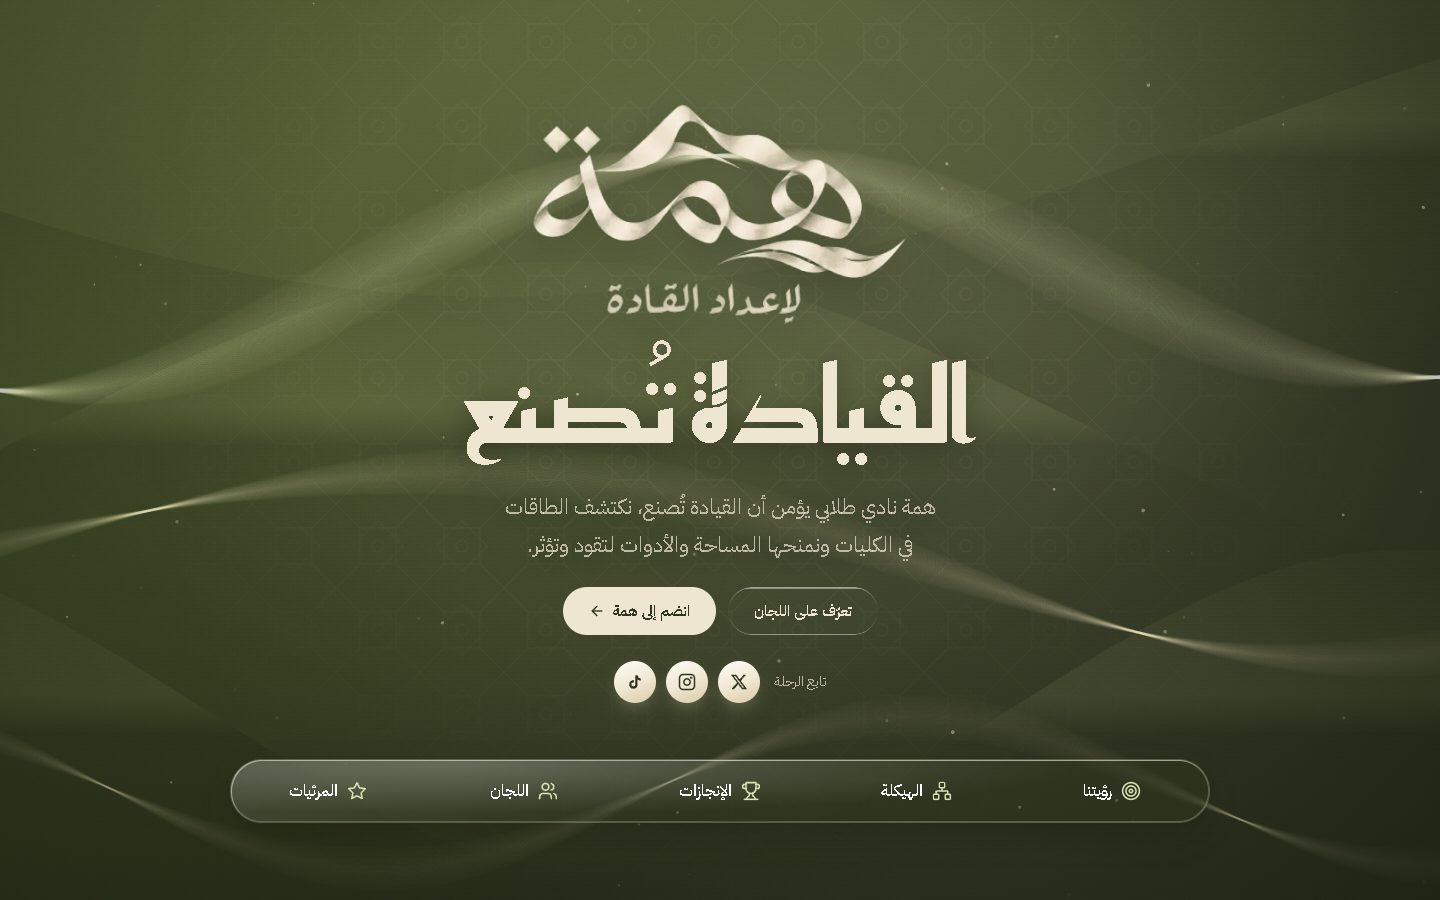 همة
لإعداد القادة
القيادةُ تُصنع
همة نادي طلابي يؤمن أن القيادة تُصنع، نكتشف الطاقات
في الكليات ونمنحها المساحة والأدوات لتقود وتؤثر.
تعرّف على اللجان
انضم إلى همة ←
تابع الرحلة
رؤيتنا
الهيكلة
الإنجازات
اللجان
المرئيات